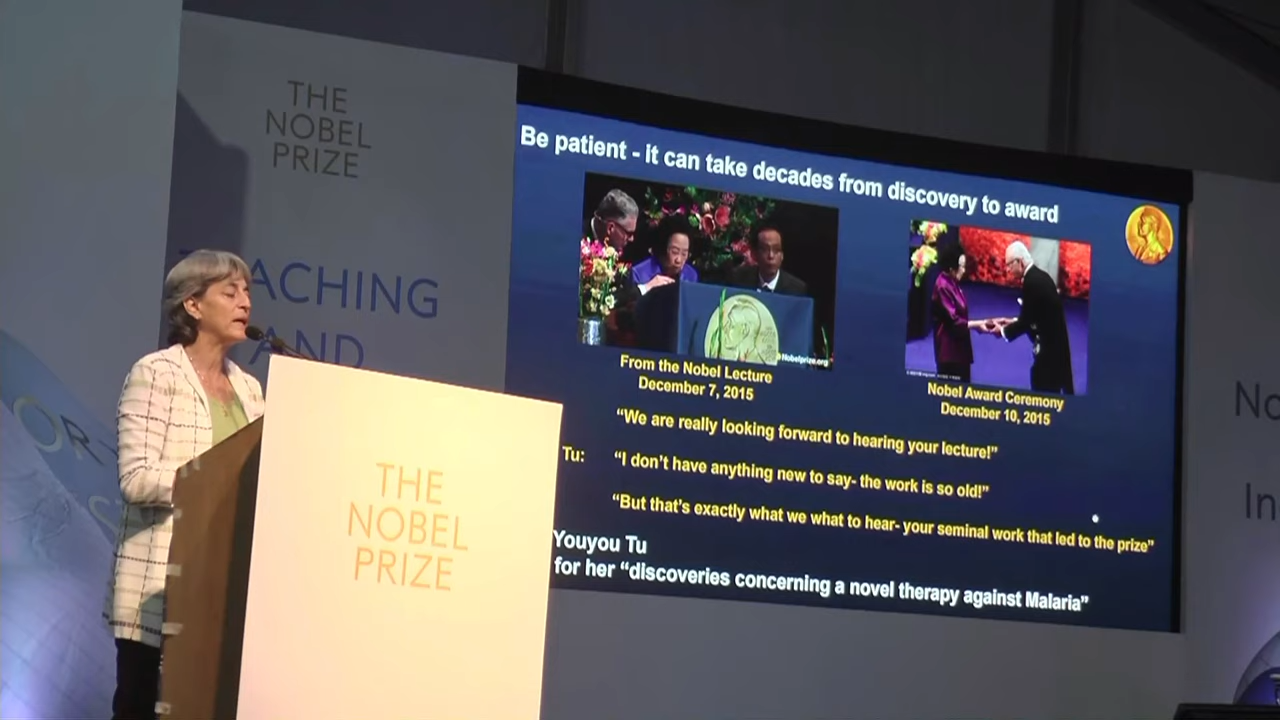 THE
NOBEL
PRIZE
ACHING
AND
OR
THE
NOBEL
PRIZE
Be patient - it can take decades from discovery to award
Nobelprize.org
From the Nobel Lecture
December 7, 2015
Nobel Award Ceremony
December 10, 2015
“We are really looking forward to hearing your lecture!”
Tu: “I don’t have anything new to say- the work is so old!”
“But that’s exactly what we what to hear- your seminal work that led to the prize”
Youyou Tu
for her “discoveries concerning a novel therapy against Malaria”
No
In